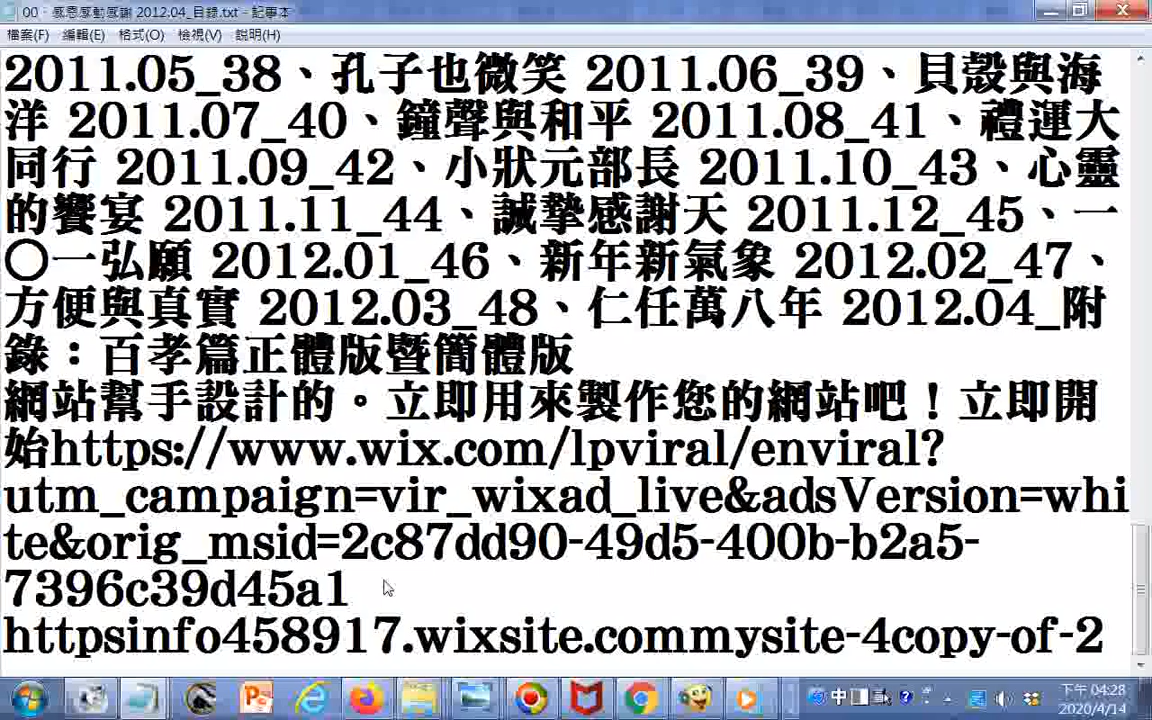 00、感恩感動感謝 2012.04_目錄.txt - 記事本
檔案(F) 編輯(E) 格式(O) 檢視(V) 說明(H)
2011.05_38、孔子也微笑 2011.06_39、貝殼與海
洋 2011.07_40、鐘聲與和平 2011.08_41、禮運大
同行 2011.09_42、小狀元部長 2011.10_43、心靈
的饗宴 2011.11_44、誠摯感謝天 2011.12_45、一
○一弘願 2012.01_46、新年新氣象 2012.02_47、
方便與真實 2012.03_48、仁任萬八年 2012.04_附
錄：百孝篇正體版暨簡體版
網站幫手設計的。立即用來製作您的網站吧！立即開
始https://www.wix.com/lpviral/enviral?
utm_campaign=vir_wixad_live&adsVersion=whi
te&orig_msid=2c87dd90-49d5-400b-b2a5-
7396c39d45a1
httpsinfo458917.wixsite.commysite-4copy-of-2
中
下午 04:28
2020/4/14